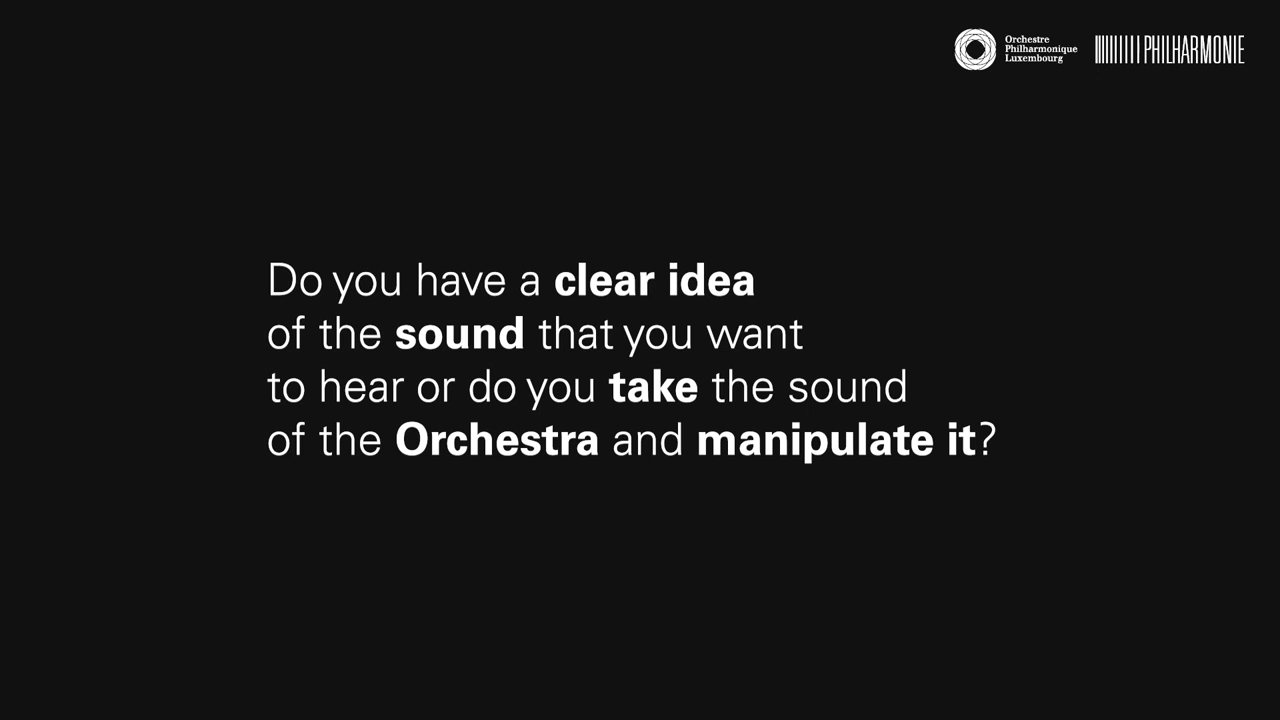 Orchestre
Philharmonique
Luxembourg
PHILHARMONIE
Do you have a clear idea
of the sound that you want
to hear or do you take the sound
of the Orchestra and manipulate it?